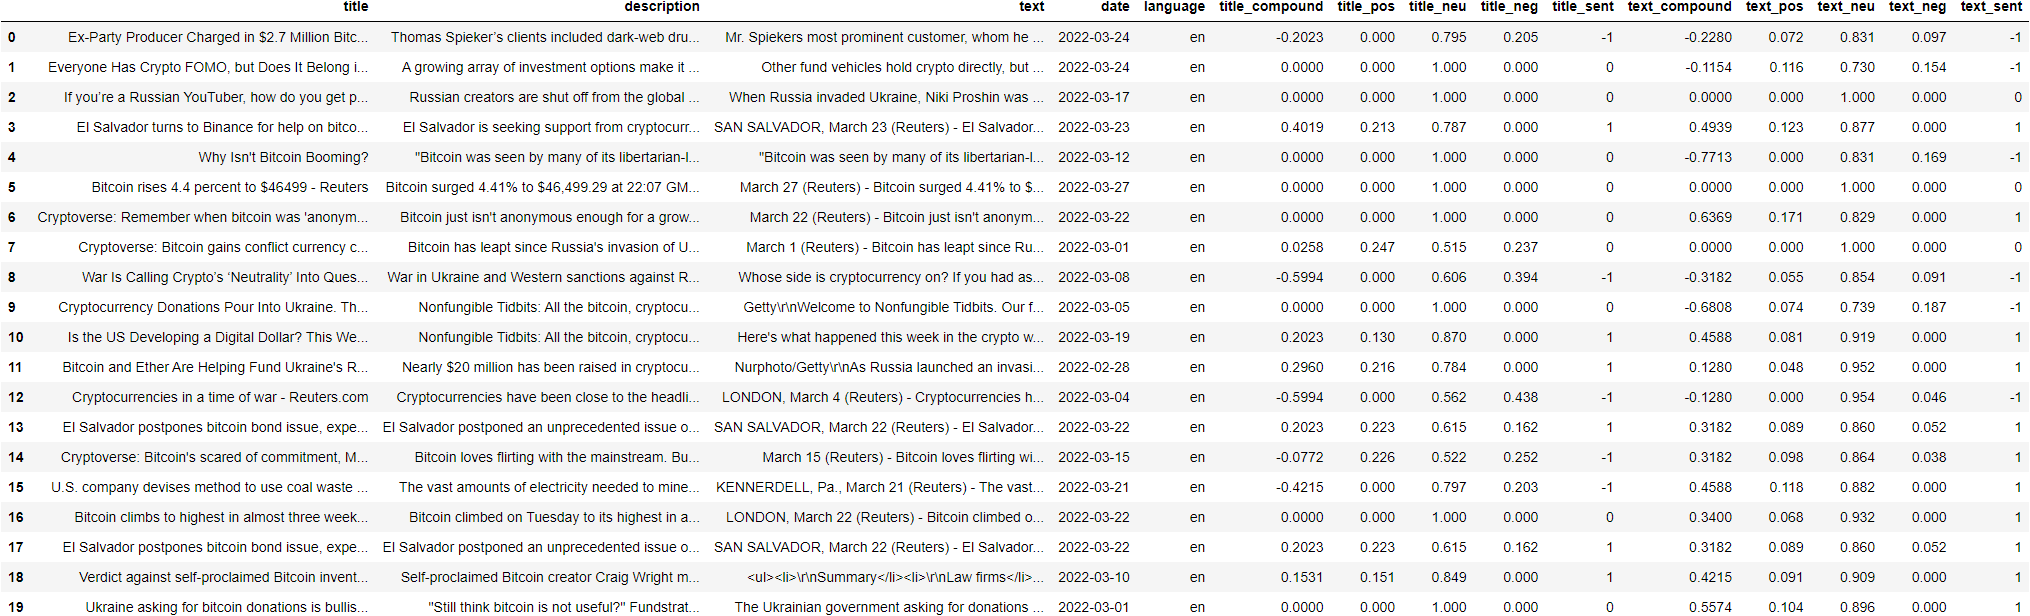 title description text date language title_compound title_pos title_neu title_neg title_sent text_compound text_pos text_neu text_neg text_sent
0 Ex-Party Producer Charged in $2.7 Million Bitc... Thomas Spieker’s clients included dark-web dru... Mr. Spiekers most prominent customer, whom he ... 2022-03-24 en -0.2023 0.000 0.795 0.205 -1 -0.2280 0.072 0.831 0.097 -1
1 Everyone Has Crypto FOMO, but Does It Belong i... A growing array of investment options make it ... Other fund vehicles hold crypto directly, but ... 2022-03-24 en 0.0000 0.000 1.000 0.000 0 -0.1154 0.116 0.730 0.154 -1
2 If you’re a Russian YouTuber, how do you get p... Russian creators are shut off from the global ... When Russia invaded Ukraine, Niki Proshin was ... 2022-03-17 en 0.0000 0.000 1.000 0.000 0 0.0000 0.000 1.000 0.000 0
3 El Salvador turns to Binance for help on bitco... El Salvador is seeking support from cryptocurr... SAN SALVADOR, March 23 (Reuters) - El Salvador... 2022-03-23 en 0.4019 0.213 0.787 0.000 1 0.4939 0.123 0.877 0.000 1
4 Why Isn't Bitcoin Booming? "Bitcoin was seen by many of its libertarian-l... "Bitcoin was seen by many of its libertarian-l... 2022-03-12 en 0.0000 0.000 1.000 0.000 0 -0.7713 0.000 0.831 0.169 -1
5 Bitcoin rises 4.4 percent to $46499 - Reuters Bitcoin surged 4.41% to $46,499.29 at 22:07 GM... March 27 (Reuters) - Bitcoin surged 4.41% to $... 2022-03-27 en 0.0000 0.000 1.000 0.000 0 0.0000 0.000 1.000 0.000 0
6 Cryptoverse: Remember when bitcoin was 'anonym... Bitcoin just isn't anonymous enough for a grow... March 22 (Reuters) - Bitcoin just isn't anonym... 2022-03-22 en 0.0000 0.000 1.000 0.000 0 0.6369 0.171 0.829 0.000 1
7 Cryptoverse: Bitcoin gains conflict currency c... Bitcoin has leapt since Russia's invasion of U... March 1 (Reuters) - Bitcoin has leapt since Ru... 2022-03-01 en 0.0258 0.247 0.515 0.237 0 0.0000 0.000 1.000 0.000 0
8 War Is Calling Crypto’s ‘Neutrality’ Into Ques... War in Ukraine and Western sanctions against R... Whose side is cryptocurrency on? If you had as... 2022-03-08 en -0.5994 0.000 0.606 0.394 -1 -0.3182 0.055 0.854 0.091 -1
9 Cryptocurrency Donations Pour Into Ukraine. Th... Nonfungible Tidbits: All the bitcoin, cryptocu... Getty\r\nWelcome to Nonfungible Tidbits. Our f... 2022-03-05 en 0.0000 0.000 1.000 0.000 0 -0.6808 0.074 0.739 0.187 -1
10 Is the US Developing a Digital Dollar? This We... Nonfungible Tidbits: All the bitcoin, cryptocu... Here's what happened this week in the crypto w... 2022-03-19 en 0.2023 0.130 0.870 0.000 1 0.4588 0.081 0.919 0.000 1
11 Bitcoin and Ether Are Helping Fund Ukraine's R... Nearly $20 million has been raised in cryptocu... Nurphoto/Getty\r\nAs Russia launched an invasi... 2022-02-28 en 0.2960 0.216 0.784 0.000 1 0.1280 0.048 0.952 0.000 1
12 Cryptocurrencies in a time of war - Reuters.com Cryptocurrencies have been close to the headli... LONDON, March 4 (Reuters) - Cryptocurrencies h... 2022-03-04 en -0.5994 0.000 0.562 0.438 -1 -0.1280 0.000 0.954 0.046 -1
13 El Salvador postpones bitcoin bond issue, expe... El Salvador postponed an unprecedented issue o... SAN SALVADOR, March 22 (Reuters) - El Salvador... 2022-03-22 en 0.2023 0.223 0.615 0.162 1 0.3182 0.089 0.860 0.052 1
14 Cryptoverse: Bitcoin's scared of commitment, M... Bitcoin loves flirting with the mainstream. Bu... March 15 (Reuters) - Bitcoin loves flirting wi... 2022-03-15 en -0.0772 0.226 0.522 0.252 -1 0.3182 0.098 0.864 0.038 1
15 U.S. company devises method to use coal waste ... The vast amounts of electricity needed to mine... KENNERDELL, Pa., March 21 (Reuters) - The vast... 2022-03-21 en -0.4215 0.000 0.797 0.203 -1 0.4588 0.118 0.882 0.000 1
16 Bitcoin climbs to highest in almost three week... Bitcoin climbed on Tuesday to its highest in a... LONDON, March 22 (Reuters) - Bitcoin climbed o... 2022-03-22 en 0.0000 0.000 1.000 0.000 0 0.3400 0.068 0.932 0.000 1
17 El Salvador postpones bitcoin bond issue, expe... El Salvador postponed an unprecedented issue o... SAN SALVADOR, March 22 (Reuters) - El Salvador... 2022-03-22 en 0.2023 0.223 0.615 0.162 1 0.3182 0.089 0.860 0.052 1
18 Verdict against self-proclaimed Bitcoin invent... Self-proclaimed Bitcoin creator Craig Wright m... <ul><li>\r\nSummary</li><li>\r\nLaw firms</li>... 2022-03-10 en 0.1531 0.151 0.849 0.000 1 0.4215 0.091 0.909 0.000 1
19 Ukraine asking for bitcoin donations is bullis... "Still think bitcoin is not useful?" Fundstrat... The Ukrainian government asking for donations ... 2022-03-01 en 0.0000 0.000 1.000 0.000 0 0.5574 0.104 0.896 0.000 1